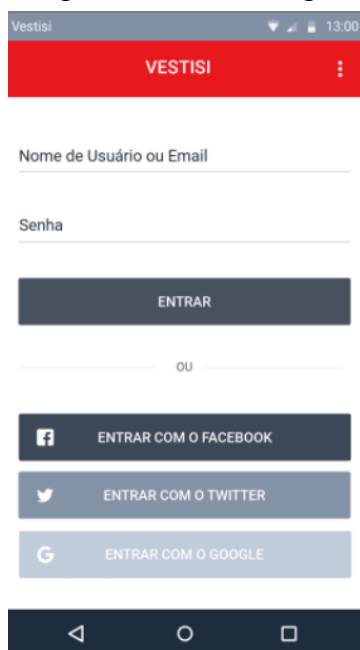 Vestisi 13:00
VESTISI
Nome de Usuário ou Email
Senha
ENTRAR
OU
ENTRAR COM O FACEBOOK
ENTRAR COM O TWITTER
ENTRAR COM O GOOGLE